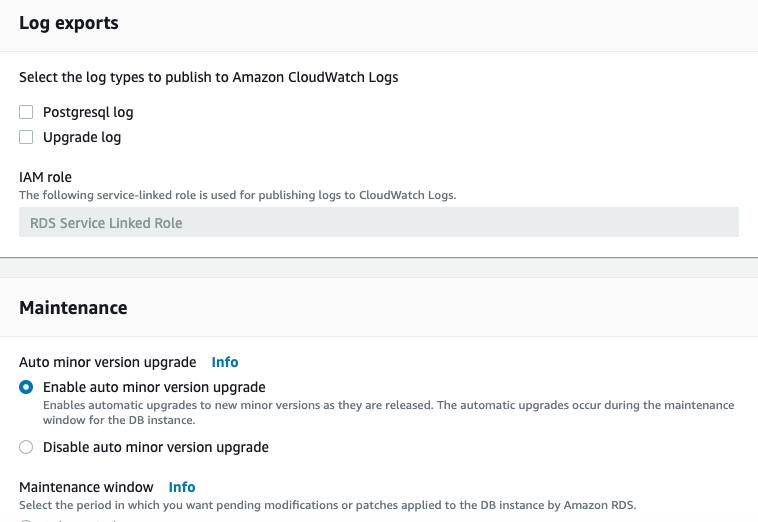 Log exports
Select the log types to publish to Amazon CloudWatch Logs
Postgresql log
Upgrade log
IAM role
The following service-linked role is used for publishing logs to CloudWatch Logs.
RDS Service Linked Role
Maintenance
Auto minor version upgrade Info
Enable auto minor version upgrade
Enables automatic upgrades to new minor versions as they are released. The automatic upgrades occur during the maintenance
window for the DB instance.
Disable auto minor version upgrade
Maintenance window Info
Select the period in which you want pending modifications or patches applied to the DB instance by Amazon RDS.